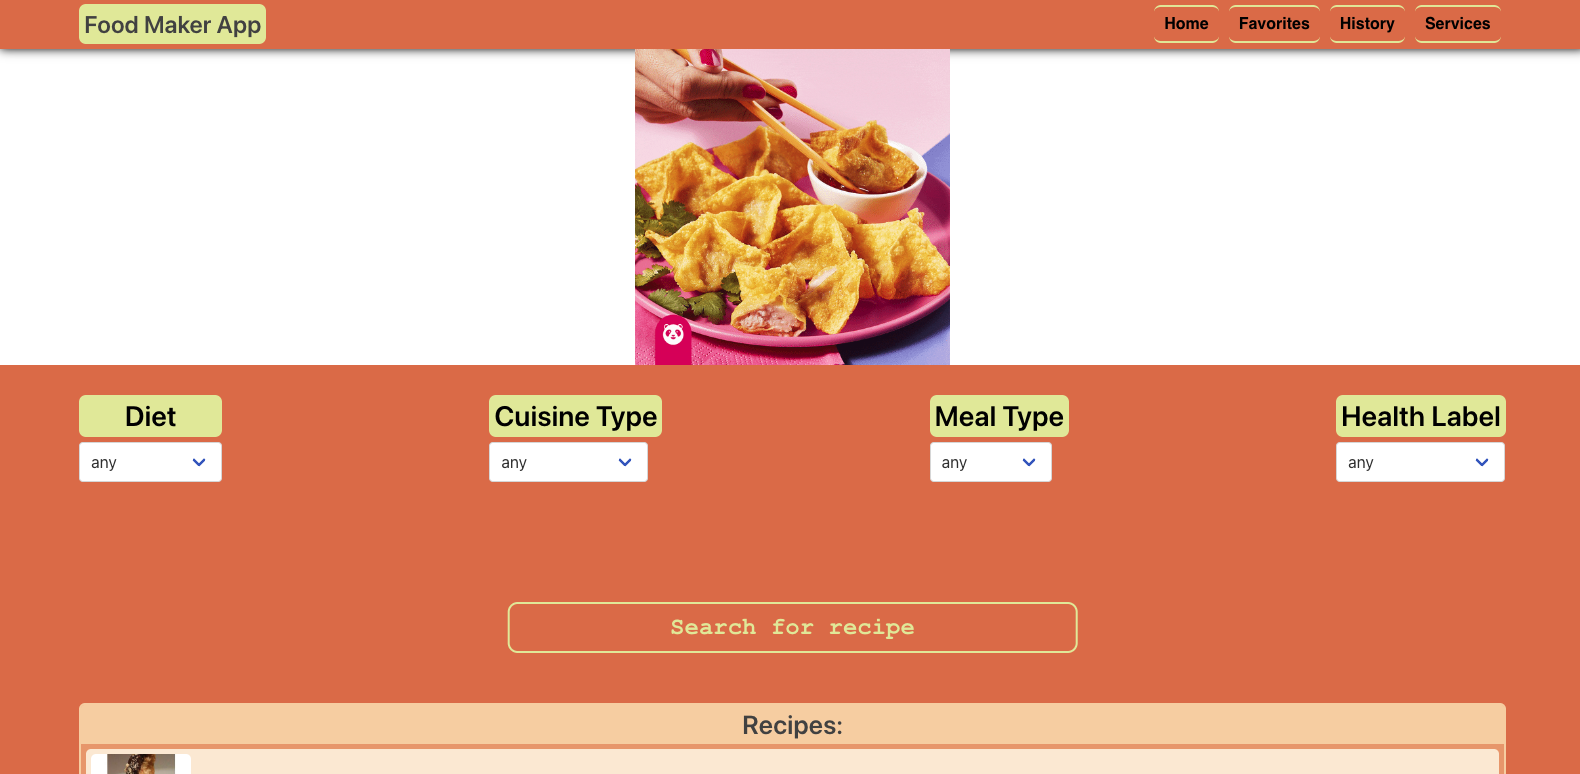 Food Maker App
Home Favorites History Services
Diet Cuisine Type Meal Type Health Label
any any any any
Search for recipe
Recipes: